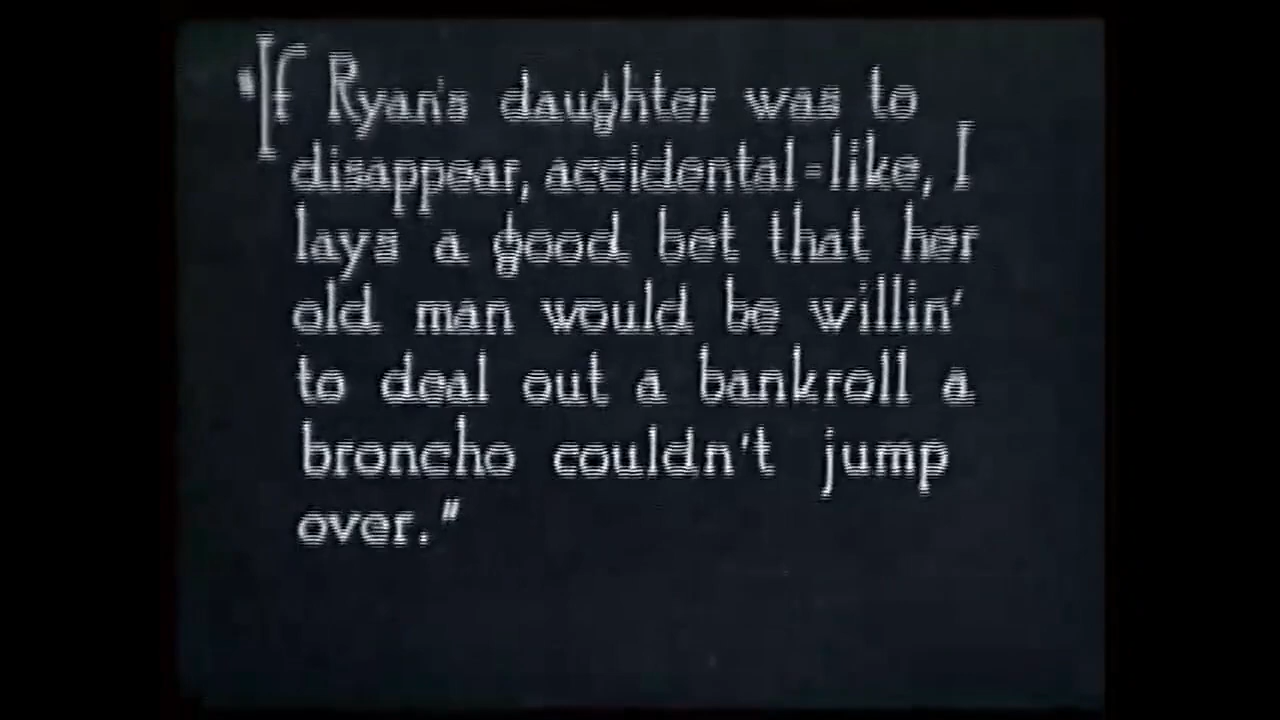 "If Ryan's daughter was to
disappear, accidental-like, I
lays a good bet that her
old man would be willin'
to deal out a bankroll a
broncho couldn't jump
over."